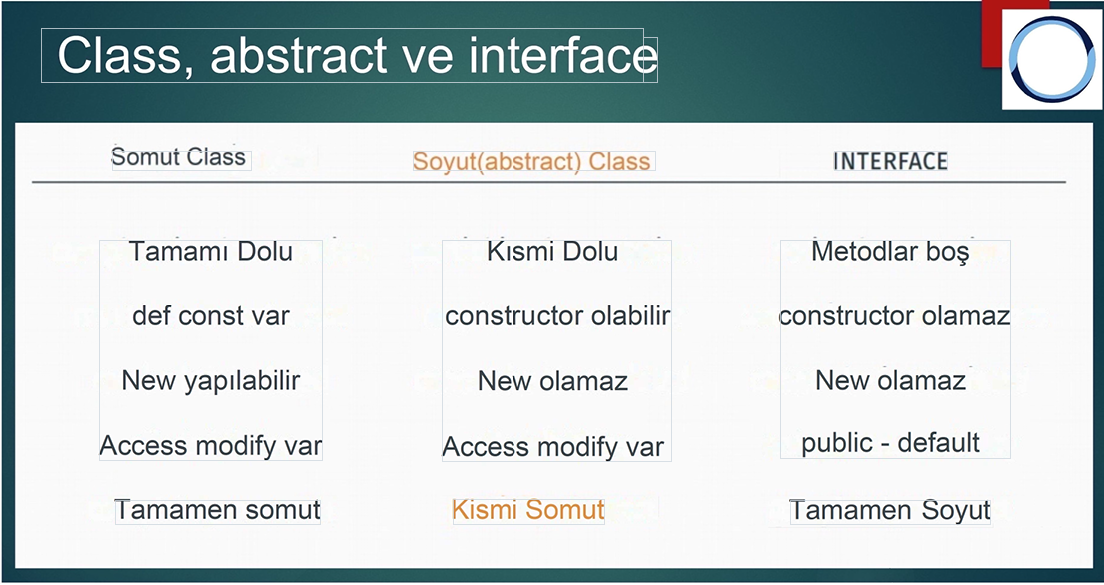 Class, abstract ve interface
Somut Class Soyut(abstract) Class INTERFACE
Tamamı Dolu Kısmi Dolu Metodlar boş
def const var constructor olabilir constructor olamaz
New yapılabilir New olamaz New olamaz
Access modify var Access modify var public - default
Tamamen somut Kismi Somut Tamamen Soyut